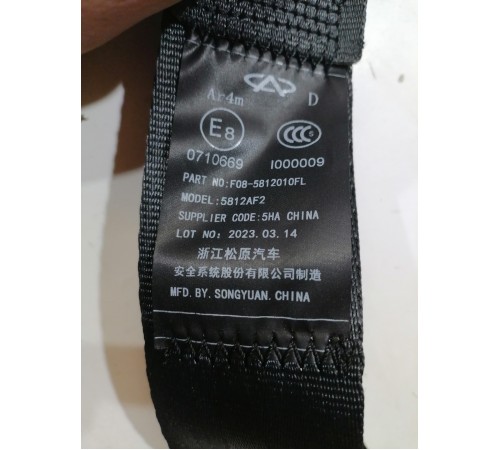 Ar4m D
E8 CCC
0710669 I000009
PART NO:F08-5812010FL
MODEL:5812AF2
SUPPLIER CODE:5HA CHINA
LOT NO: 2023.03.14
浙江松原汽车
安全系统股份有限公司制造
MFD.BY.SONGYUAN.CHINA